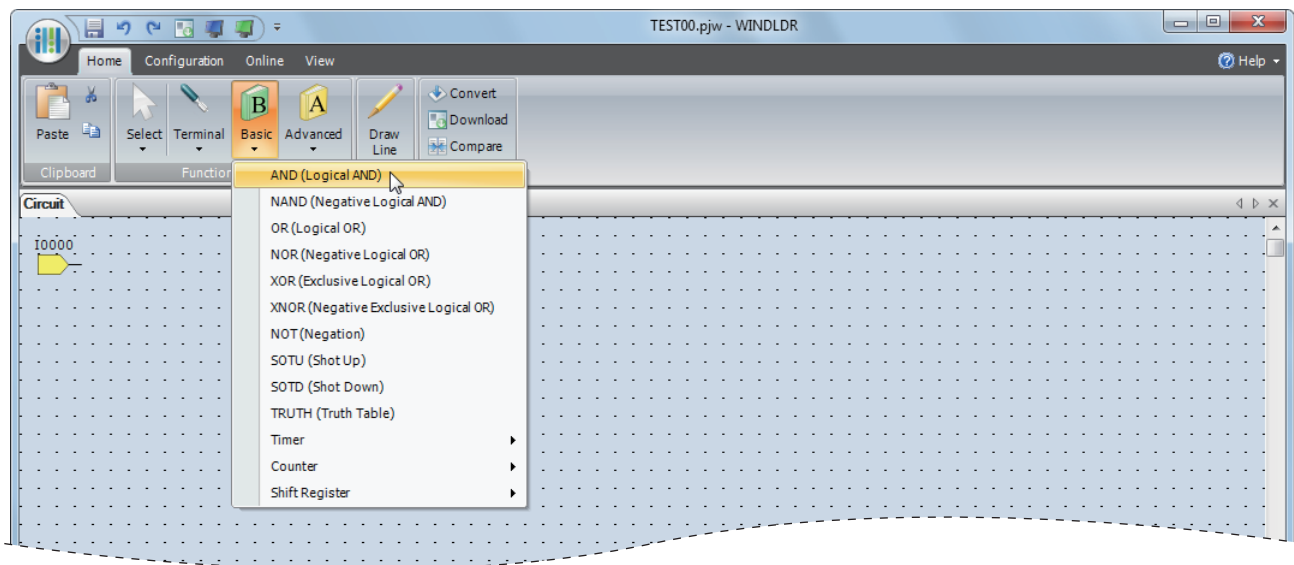 TEST00.pjw - WINDLDR
Home Configuration Online View Help
Paste Select Terminal B Basic A Advanced Draw Line Convert
Download
Compare
Clipboard Function
AND (Logical AND)
NAND (Negative Logical AND)
OR (Logical OR)
NOR (Negative Logical OR)
XOR (Exclusive Logical OR)
XNOR (Negative Exclusive Logical OR)
NOT (Negation)
SOTU (Shot Up)
SOTD (Shot Down)
TRUTH (Truth Table)
Timer
Counter
Shift Register
Circuit
I0000